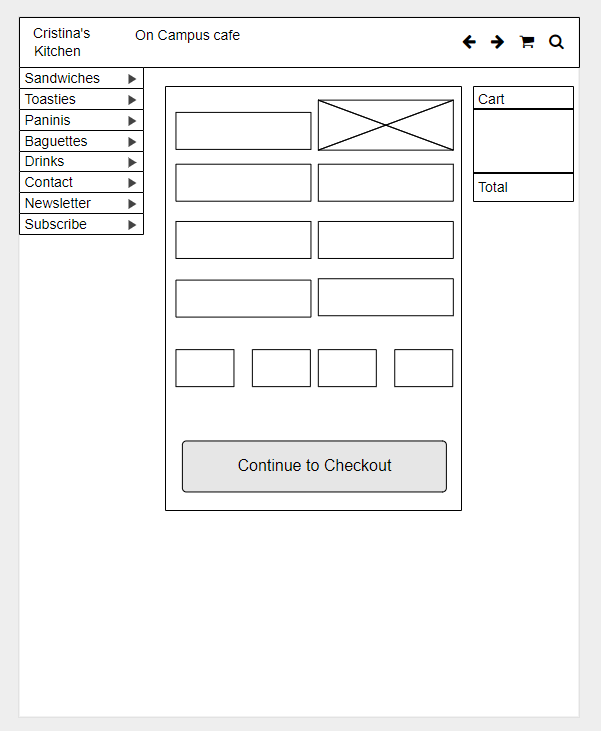 Cristina's
Kitchen
On Campus cafe
Sandwiches
Toasties
Paninis
Baguettes
Drinks
Contact
Newsletter
Subscribe
Cart
Total
Continue to Checkout